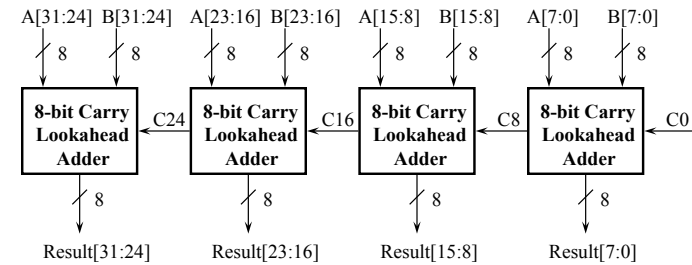 A[31:24] B[31:24] A[23:16] B[23:16] A[15:8] B[15:8] A[7:0] B[7:0]
8 8 8 8 8 8 8 8
8-bit Carry
Lookahead
Adder
C24
8-bit Carry
Lookahead
Adder
C16
8-bit Carry
Lookahead
Adder
C8
8-bit Carry
Lookahead
Adder
C0
8 8 8 8
Result[31:24] Result[23:16] Result[15:8] Result[7:0]